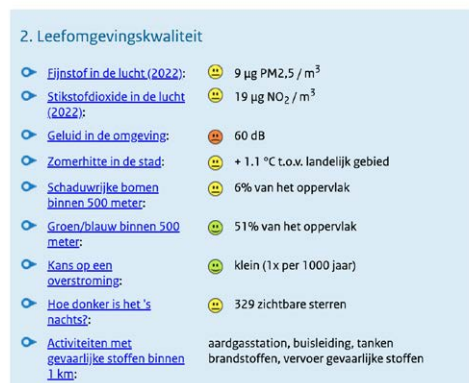 2. Leefomgevingskwaliteit
Fijnstof in de lucht (2022): 9 µg PM2,5 / m³
Stikstofdioxide in de lucht 19 µg NO₂ / m³
(2022):
Geluid in de omgeving: 60 dB
Zomerhitte in de stad: + 1.1 °C t.o.v. landelijk gebied
Schaduwrijke bomen 6% van het oppervlak
binnen 500 meter:
Groen/blauw binnen 500 51% van het oppervlak
meter:
Kans op een klein (1x per 1000 jaar)
overstroming:
Hoe donker is het 's 329 zichtbare sterren
nachts?:
Activiteiten met aardgasstation, buisleiding, tanken
gevaarlijke stoffen binnen brandstoffen, vervoer gevaarlijke stoffen
1 km: